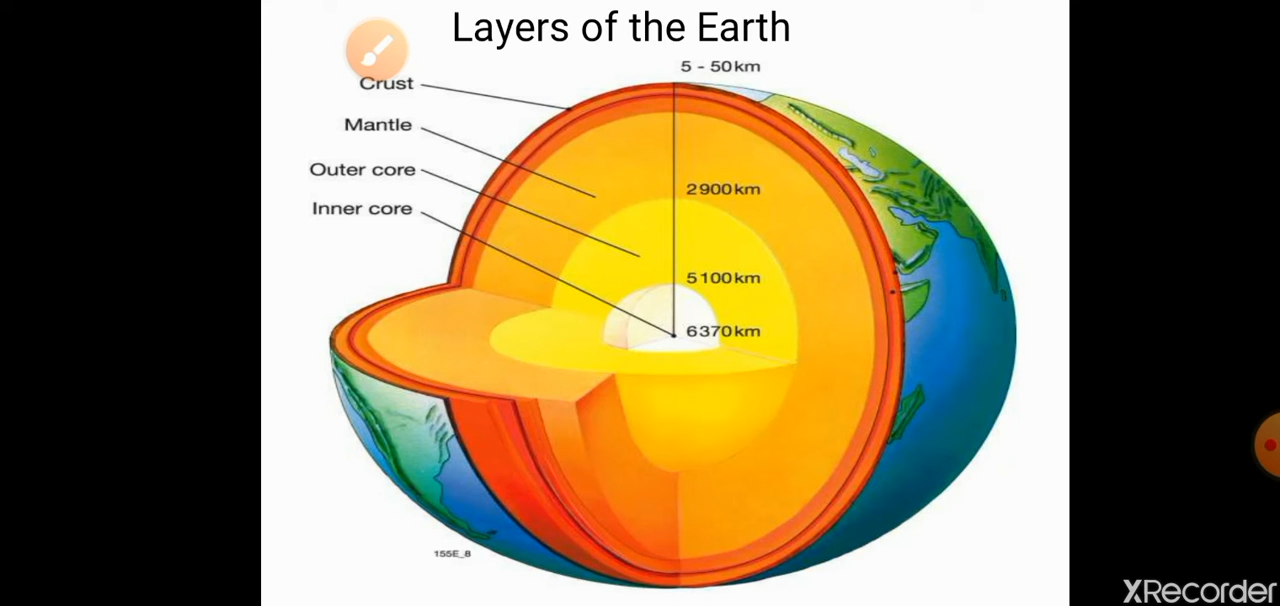 Layers of the Earth
5 - 50km
Crust
Mantle
Outer core
2900km
Inner core
5100km
6370km
155E_8
XRecorder